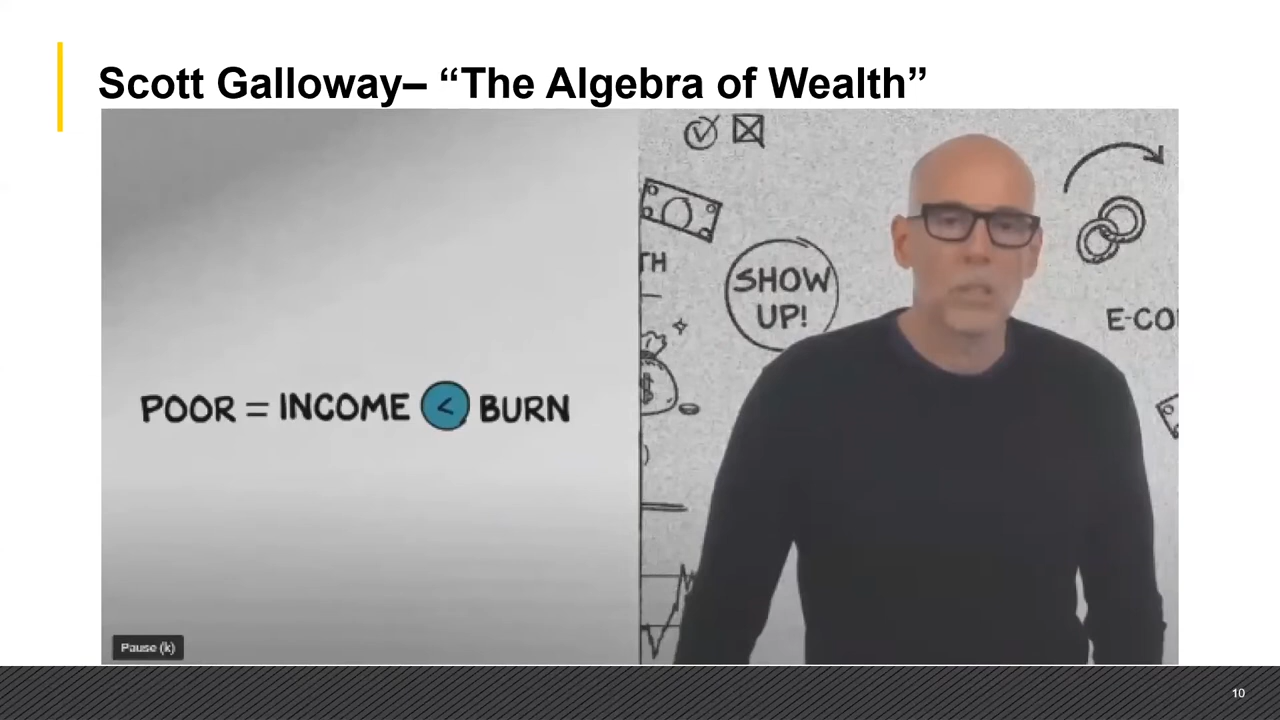 Scott Galloway– “The Algebra of Wealth”
POOR = INCOME < BURN
SHOW
UP!
TH
$
E-CO
Pause (k)
10